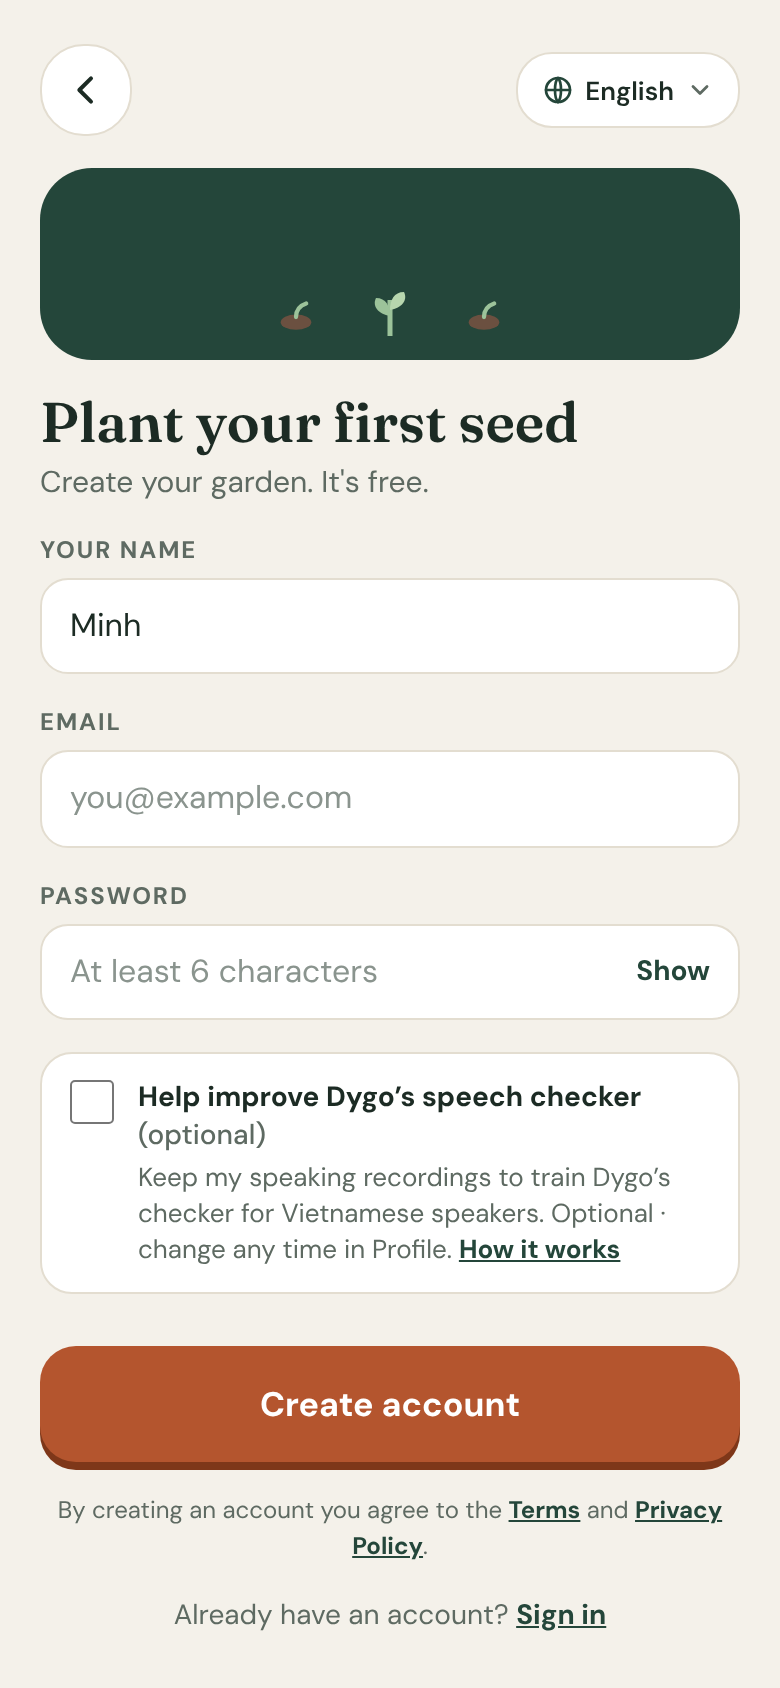 English
Plant your first seed
Create your garden. It's free.
YOUR NAME
Minh
EMAIL
you@example.com
PASSWORD
At least 6 characters
Show
Help improve Dygo’s speech checker
(optional)
Keep my speaking recordings to train Dygo’s
checker for Vietnamese speakers. Optional ·
change any time in Profile. How it works
Create account
By creating an account you agree to the Terms and Privacy
Policy.
Already have an account? Sign in